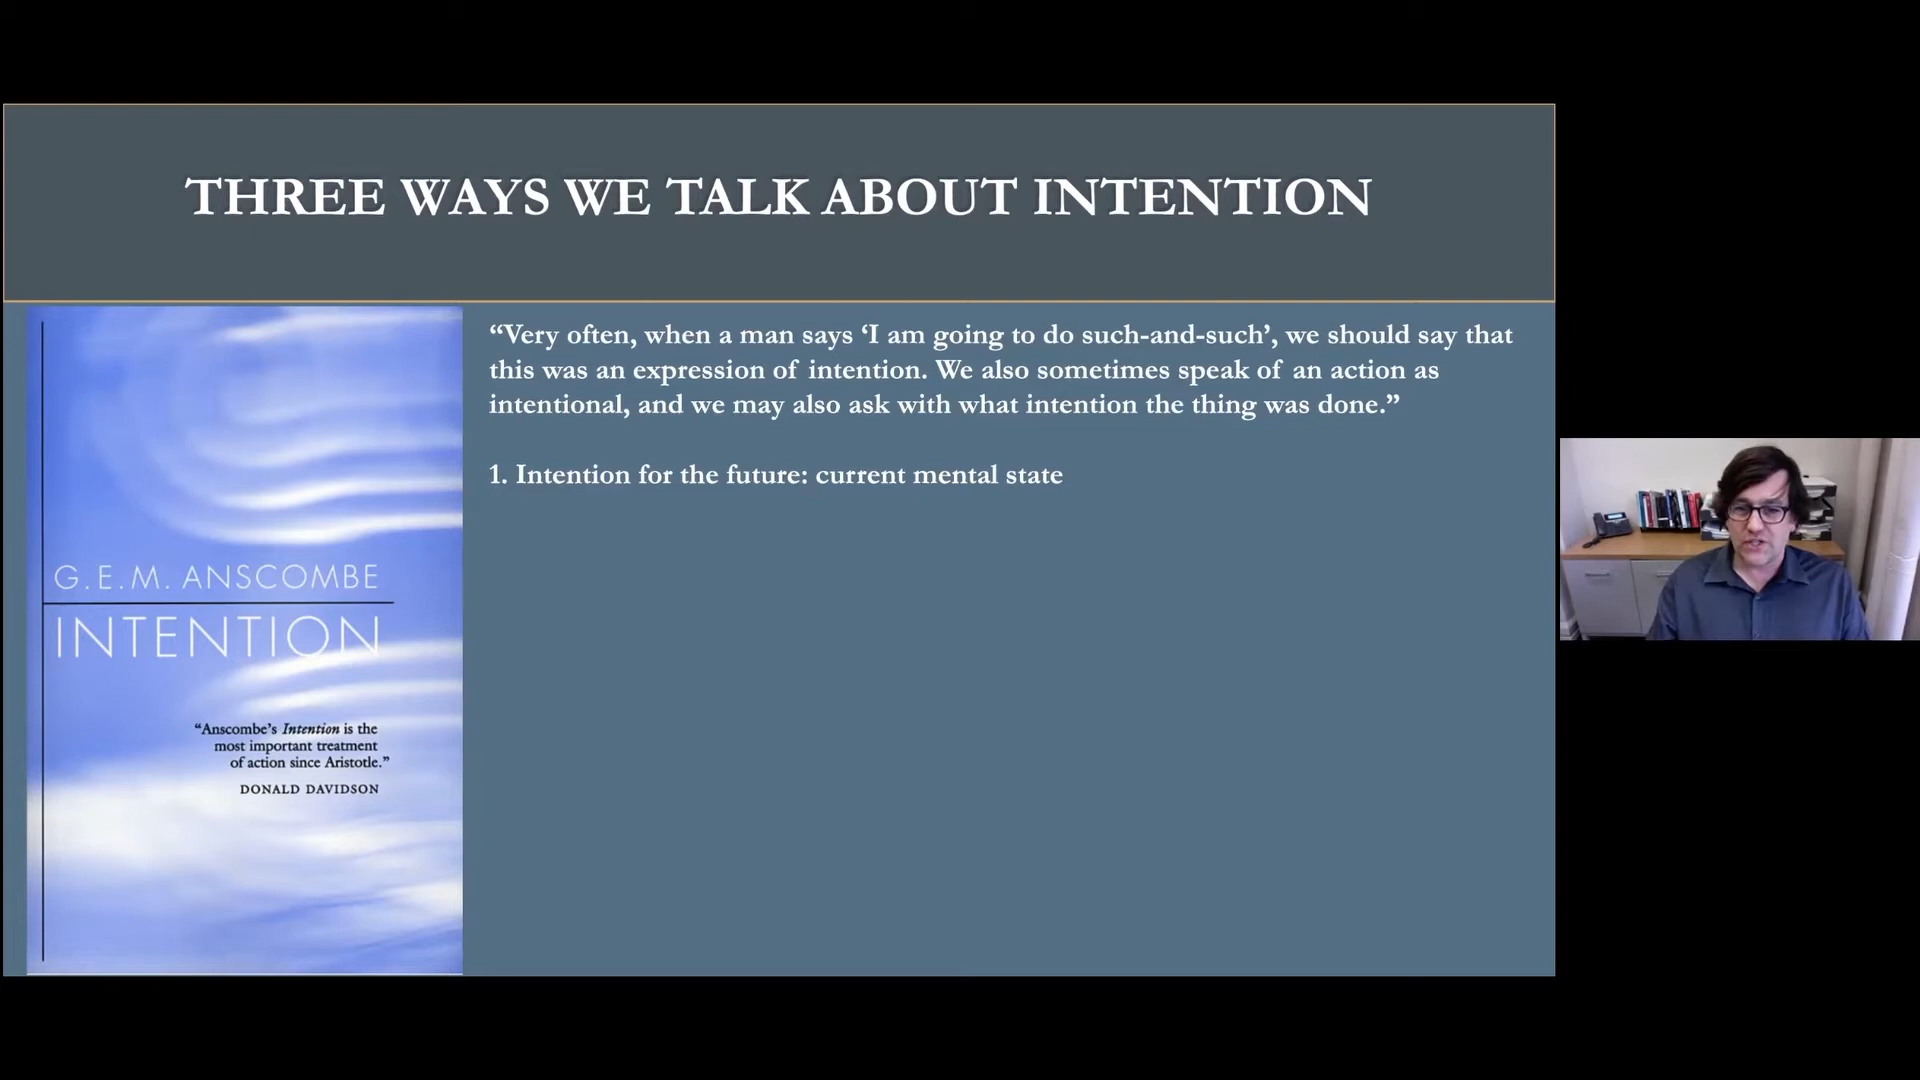 THREE WAYS WE TALK ABOUT INTENTION
“Very often, when a man says ‘I am going to do such-and-such’, we should say that
this was an expression of intention. We also sometimes speak of an action as
intentional, and we may also ask with what intention the thing was done.”
1. Intention for the future: current mental state
G.E.M. ANSCOMBE
INTENTION
“Anscombe’s Intention is the
most important treatment
of action since Aristotle.”
DONALD DAVIDSON